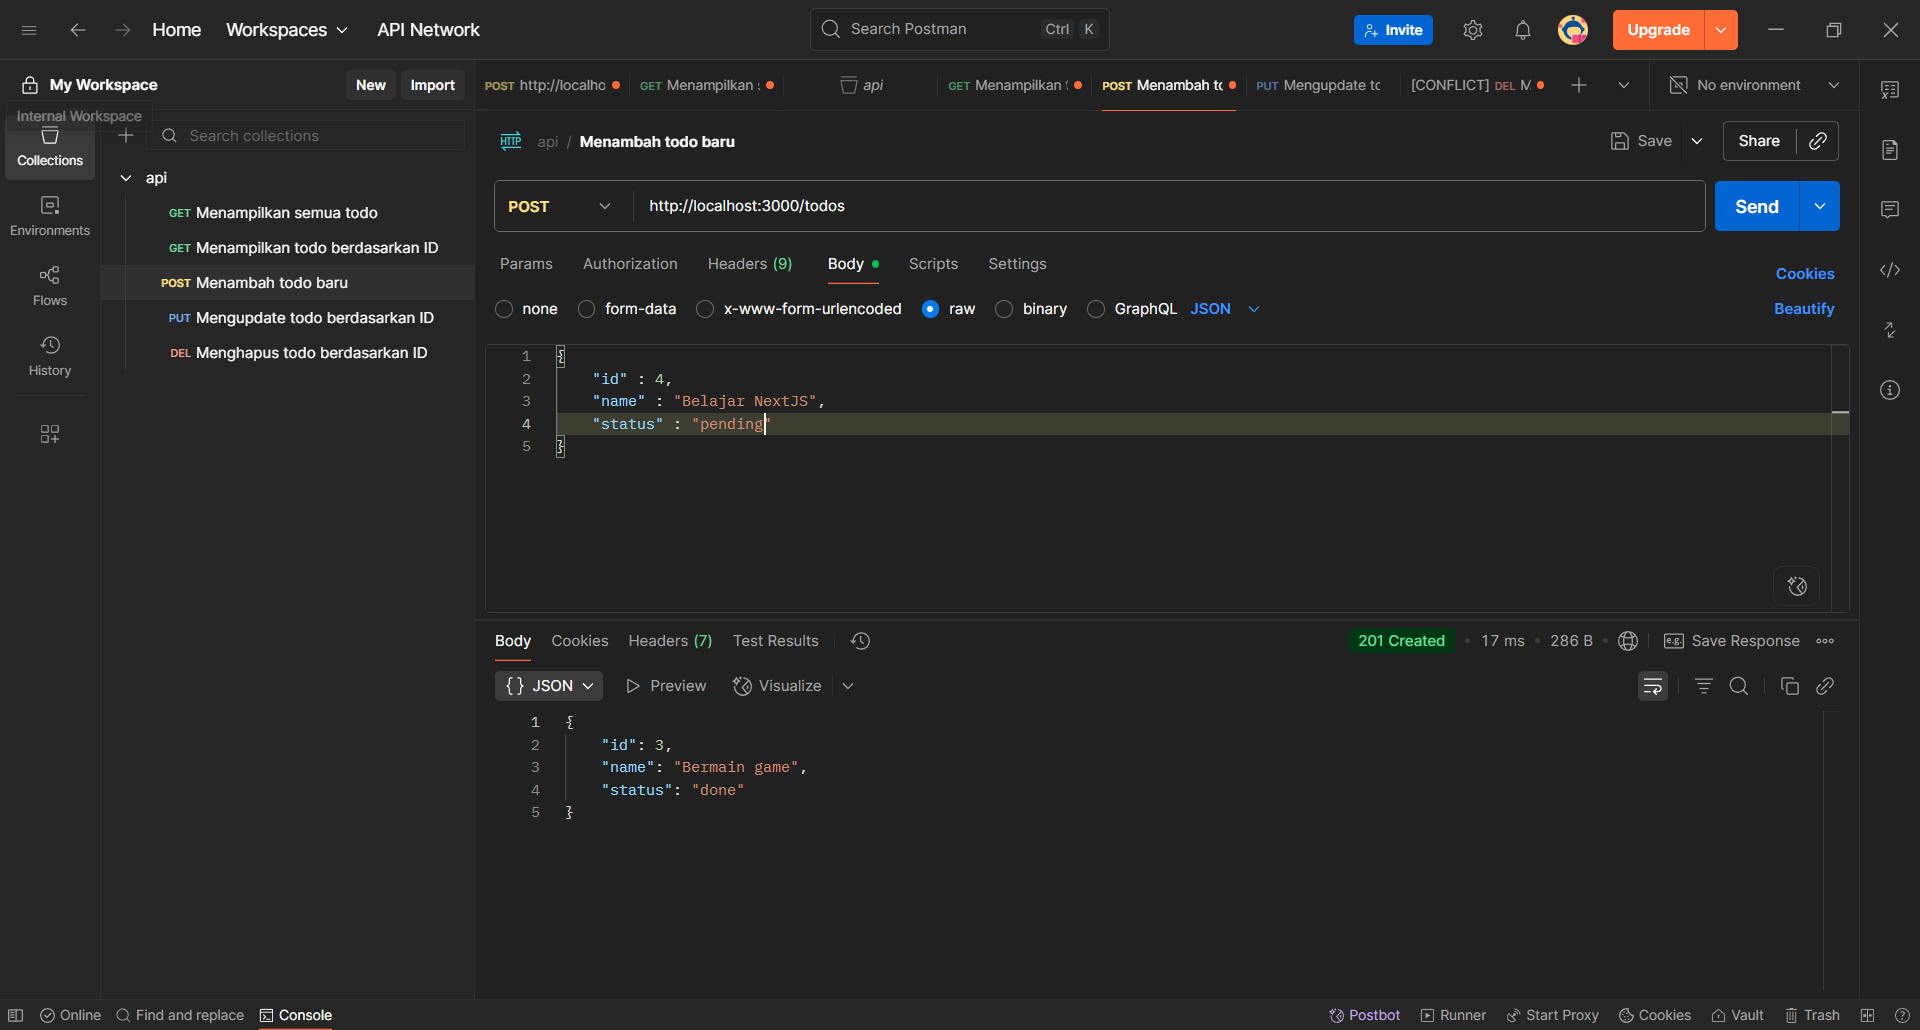 Home
Workspaces
API Network
Search Postman
Ctrl K
Invite
Upgrade
My Workspace
New
Import
POST http://localho
GET Menampilkan
api
GET Menampilkan
POST Menambah tc
PUT Mengupdate tc
[CONFLICT] DEL M
No environment
Internal Workspace
Collections
Search collections
Environments
Flows
History
api
GET Menampilkan semua todo
GET Menampilkan todo berdasarkan ID
POST Menambah todo baru
PUT Mengupdate todo berdasarkan ID
DEL Menghapus todo berdasarkan ID
HTTP api / Menambah todo baru
Save
Share
POST
http://localhost:3000/todos
Send
Params
Authorization
Headers (9)
Body
Scripts
Settings
Cookies
none
form-data
x-www-form-urlencoded
raw
binary
GraphQL
JSON
Beautify
1 {
2 "id" : 4,
3 "name" : "Belajar NextJS",
4 "status" : "pending"
5 }
Body
Cookies
Headers (7)
Test Results
201 Created
17 ms
286 B
e.g. Save Response
{} JSON
Preview
Visualize
1 {
2 "id": 3,
3 "name": "Bermain game",
4 "status": "done"
5 }
Online
Find and replace
Console
Postbot
Runner
Start Proxy
Cookies
Vault
Trash